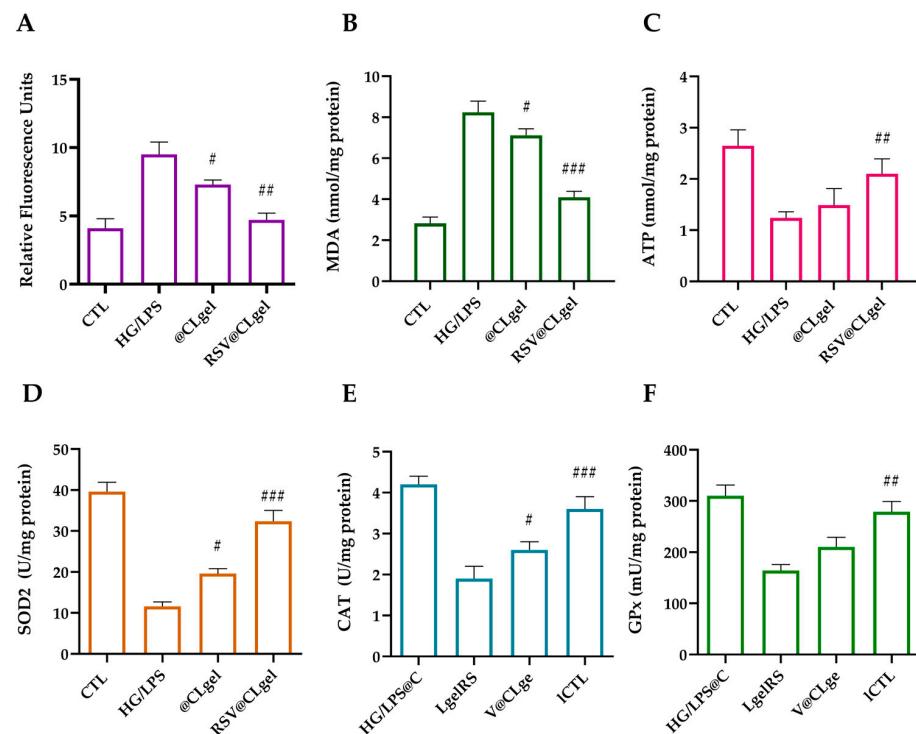 A
Relative Fluorescence Units
15
10
5
0
#
##
CTL
HG/LPS
@CLgel
RSV@CLgel
B
MDA (nmol/mg protein)
10
8
6
4
2
0
#
###
CTL
HG/LPS
@CLgel
RSV@CLgel
C
ATP (nmol/mg protein)
4
3
2
1
0
##
CTL
HG/LPS
@CLgel
RSV@CLgel
D
SOD2 (U/mg protein)
50
40
30
20
10
0
#
###
CTL
HG/LPS
@CLgel
RSV@CLgel
E
CAT (U/mg protein)
5
4
3
2
1
0
#
###
HG/LPS@C
LgelRS
V@CLge
lCTL
F
GPx (mU/mg protein)
400
300
200
100
0
##
HG/LPS@C
LgelRS
V@CLge
lCTL